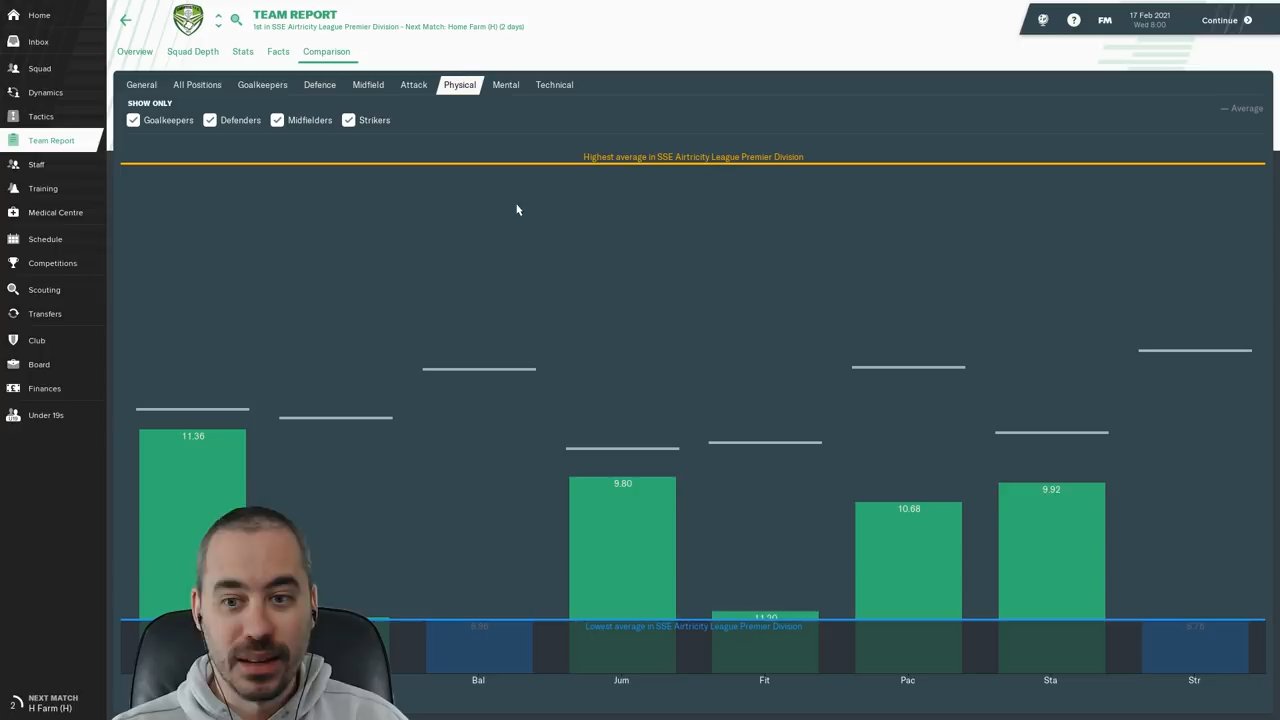 Home
Inbox
Squad
Dynamics
Tactics
Team Report
Staff
Training
Medical Centre
Schedule
Competitions
Scouting
Transfers
Club
Board
Finances
Under 19s
2
NEXT MATCH
H Farm (H)
TEAM REPORT
1st in SSE Airtricity League Premier Division - Next Match: Home Farm (H) (2 days)
?
FM
17 Feb 2021
Wed 8:00
Continue
Overview
Squad Depth
Stats
Facts
Comparison
General
All Positions
Goalkeepers
Defence
Midfield
Attack
Physical
Mental
Technical
SHOW ONLY
Goalkeepers
Defenders
Midfielders
Strikers
Average
Highest average in SSE Airtricity League Premier Division
11.36
9.80
10.68
9.92
11.20
Lowest average in SSE Airtricity League Premier Division
Bal
Jum
Fit
Pac
Sta
Str